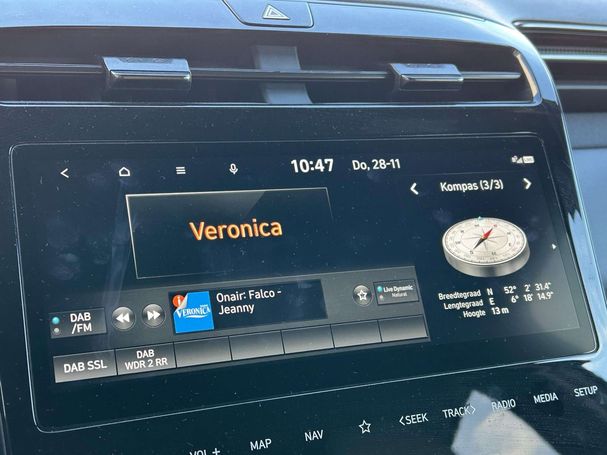 10:47 Do, 28-11
Veronica
Kompas (3/3)
Onair: Falco -
Jeanny
VERONICA
DAB
/FM
Live Dynamic
Natural
Breedtegraad N 52° 2' 31.4"
Lengtegraad E 6° 18' 14.9"
Hoogte 13 m
DAB SSL
DAB
WDR 2 RR
VOL +
MAP
NAV
<SEEK
TRACK>
RADIO
MEDIA
SETUP